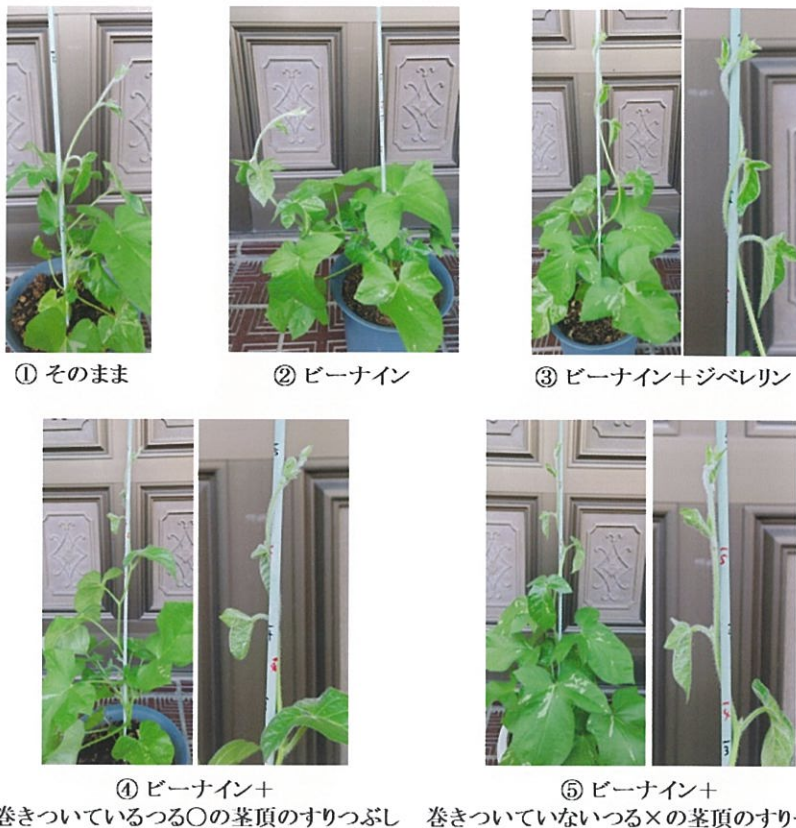 ① そのまま
② ビーナイン
③ ビーナイン＋ジベレリン
④ ビーナイン＋
巻きついているつる〇の茎頂のすりつぶし
⑤ ビーナイン＋
巻きついていないつる×の茎頂のすり